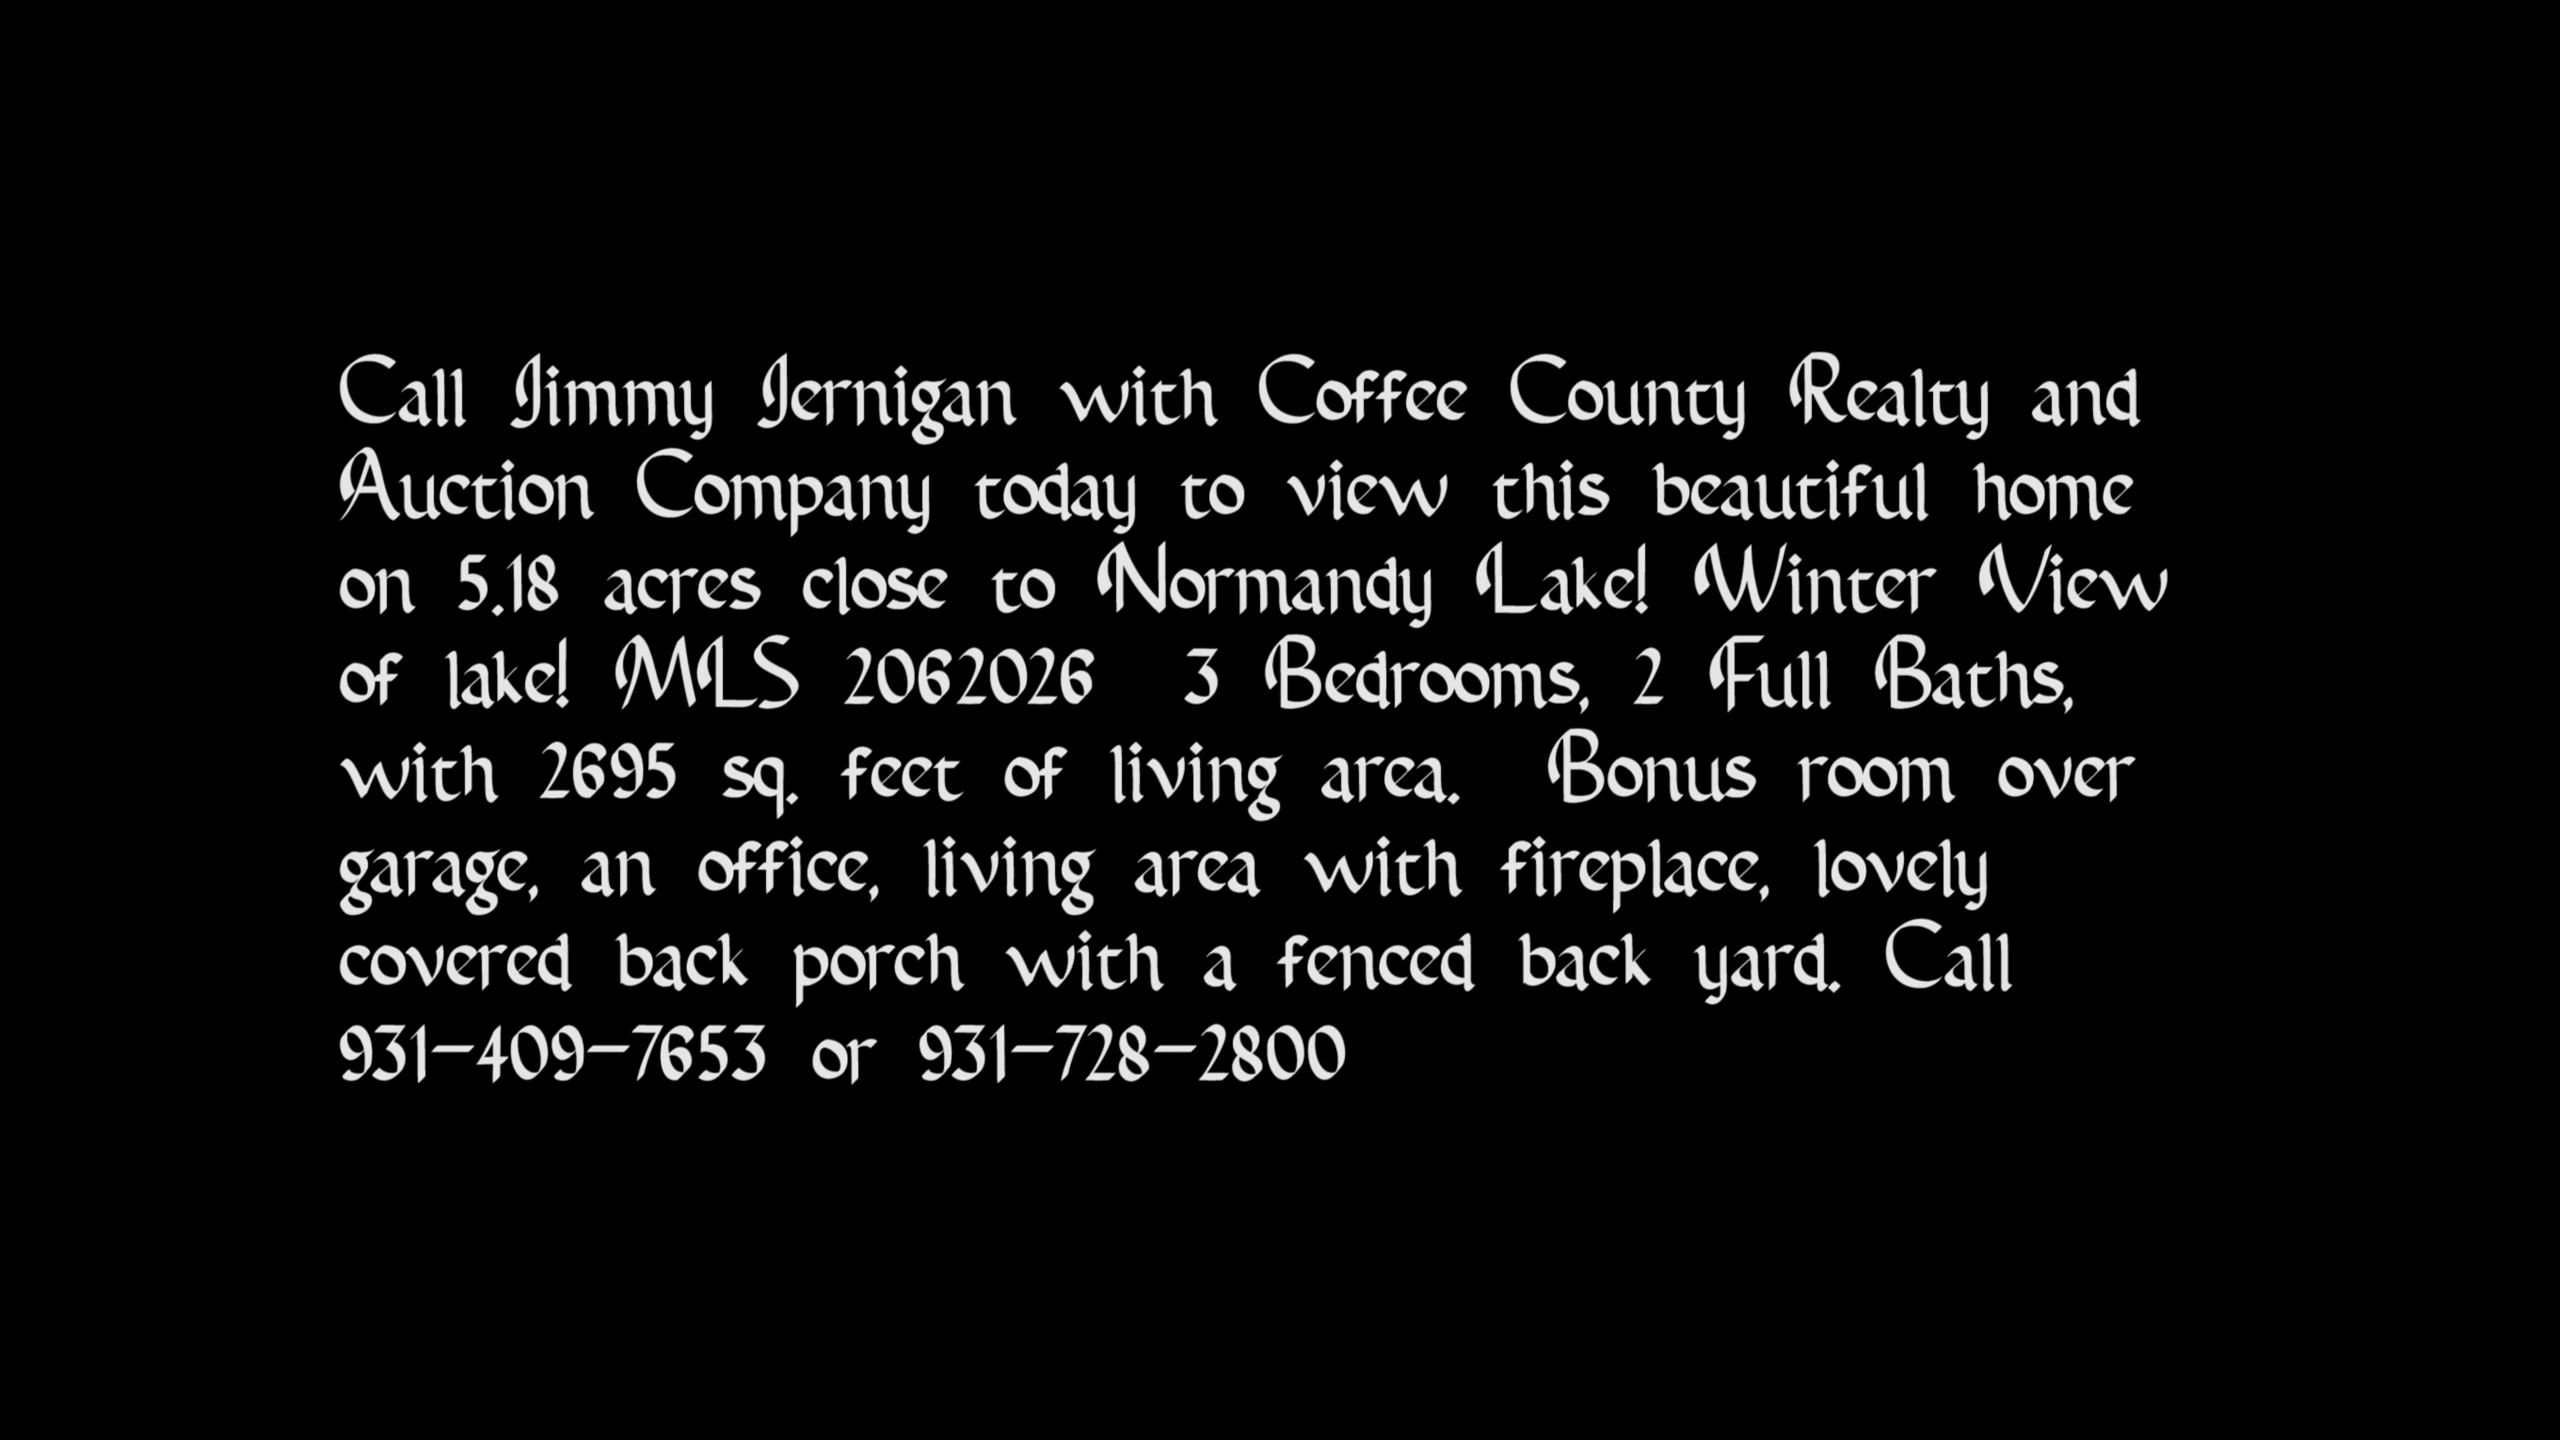 Call Jimmy Jernigan with Coffee County Realty and
Auction Company today to view this beautiful home
on 5.18 acres close to Normandy Lake! Winter View
of lake! MLS 2062026  3 Bedrooms, 2 Full Baths,
with 2695 sq. feet of living area.  Bonus room over
garage, an office, living area with fireplace, lovely
covered back porch with a fenced back yard. Call
931-409-7653 or 931-728-2800